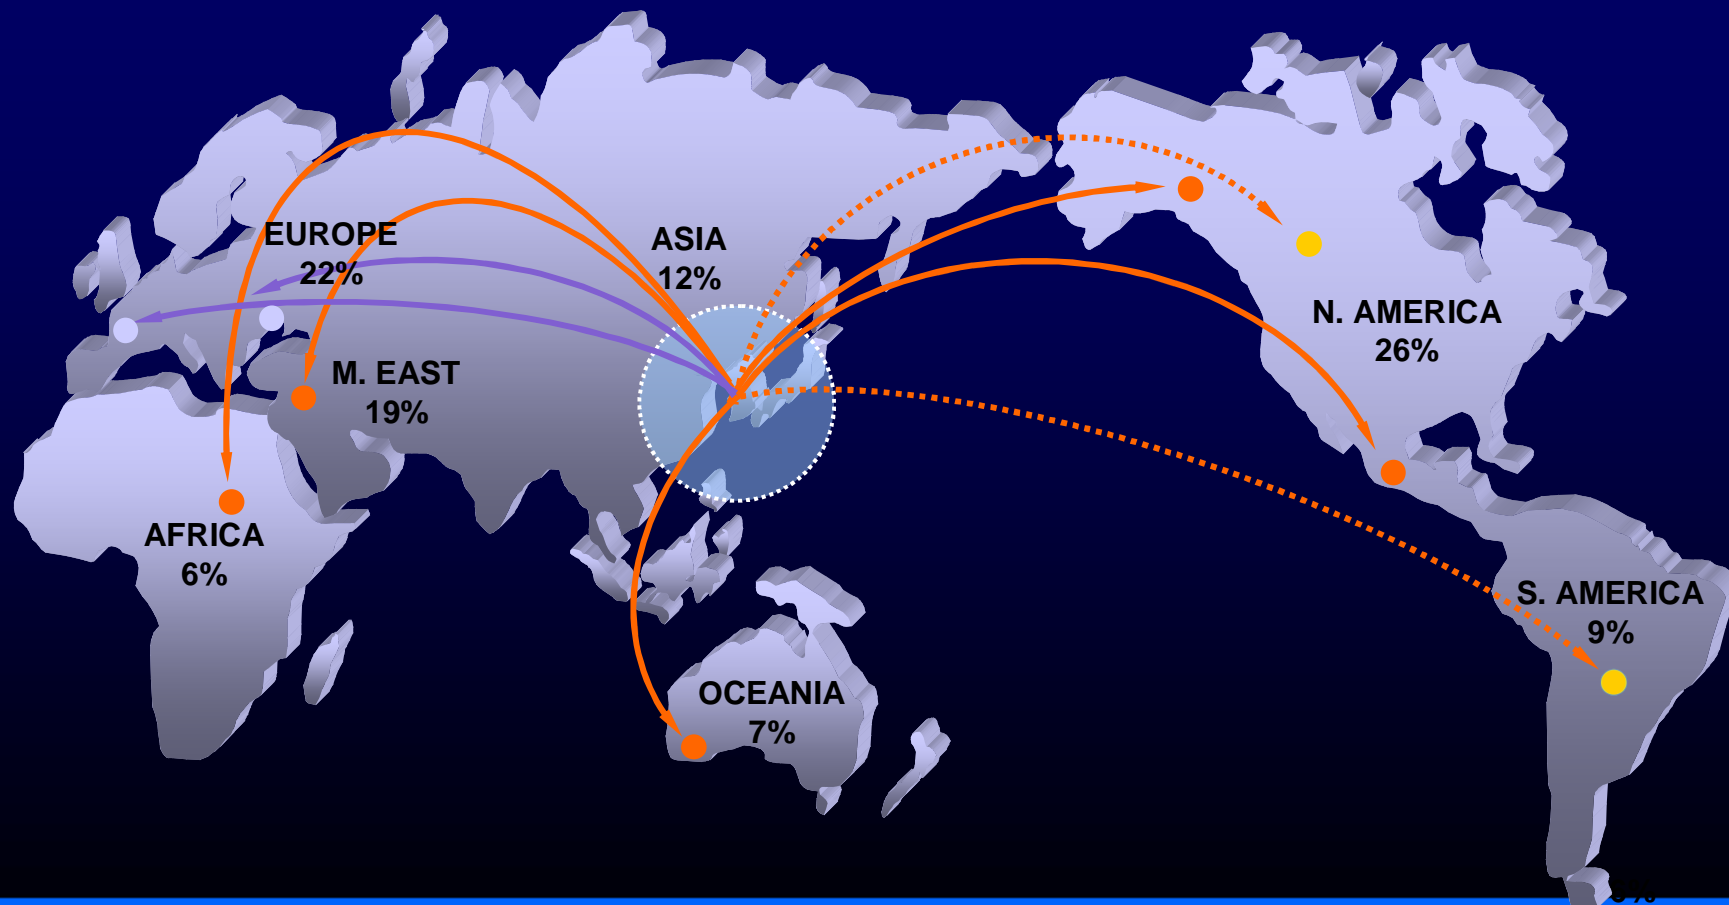 EUROPE
22%
ASIA
12%
N. AMERICA
26%
M. EAST
19%
AFRICA
6%
S. AMERICA
9%
OCEANIA
7%